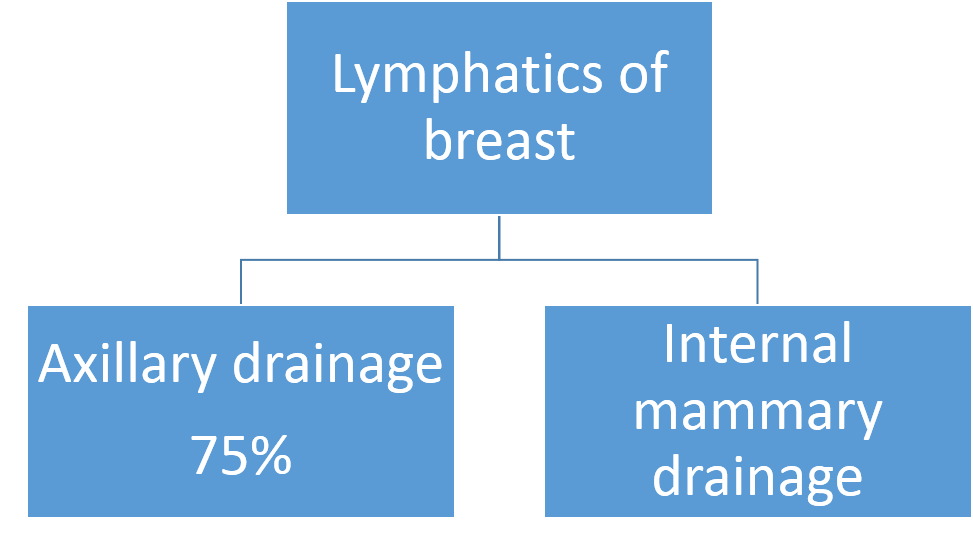 Lymphatics of
breast
Axillary drainage
75%
Internal
mammary
drainage